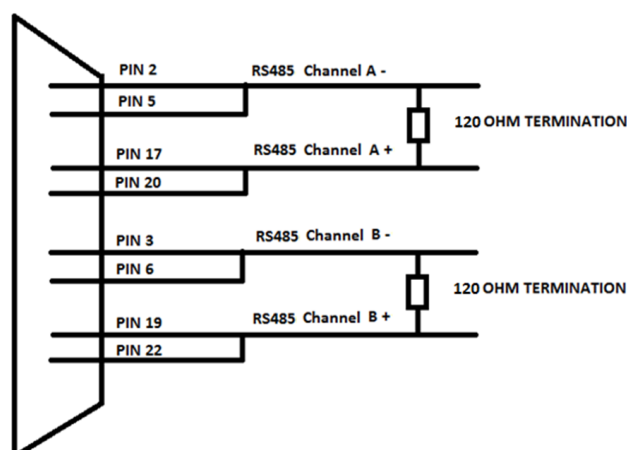 PIN 2
RS485 Channel A -
PIN 5
120 OHM TERMINATION
PIN 17
RS485 Channel A +
PIN 20
PIN 3
RS485 Channel B -
PIN 6
120 OHM TERMINATION
PIN 19
RS485 Channel B +
PIN 22